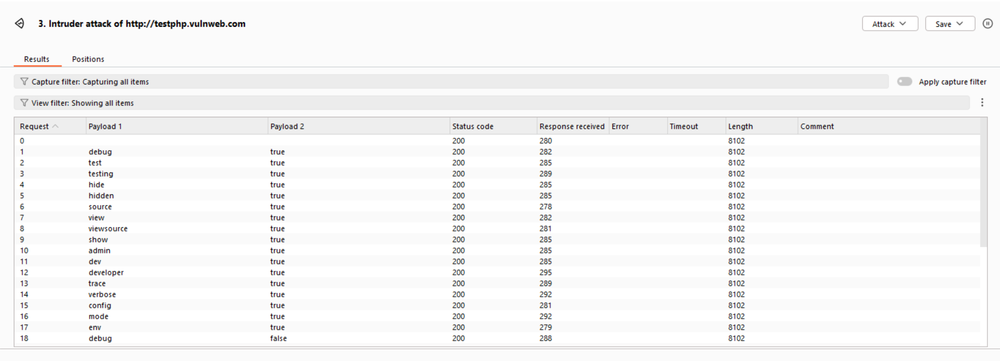 3. Intruder attack of http://testphp.vulnweb.com
Attack
Save
Results Positions
Capture filter: Capturing all items
Apply capture filter
View filter: Showing all items
Request Payload 1 Payload 2 Status code Response received Error Timeout Length Comment
0 200 280 8102
1 debug true 200 282 8102
2 test true 200 285 8102
3 testing true 200 289 8102
4 hide true 200 285 8102
5 hidden true 200 285 8102
6 source true 200 278 8102
7 view true 200 282 8102
8 viewsource true 200 281 8102
9 show true 200 285 8102
10 admin true 200 285 8102
11 dev true 200 285 8102
12 developer true 200 295 8102
13 trace true 200 289 8102
14 verbose true 200 292 8102
15 config true 200 281 8102
16 mode true 200 292 8102
17 env true 200 279 8102
18 debug false 200 288 8102